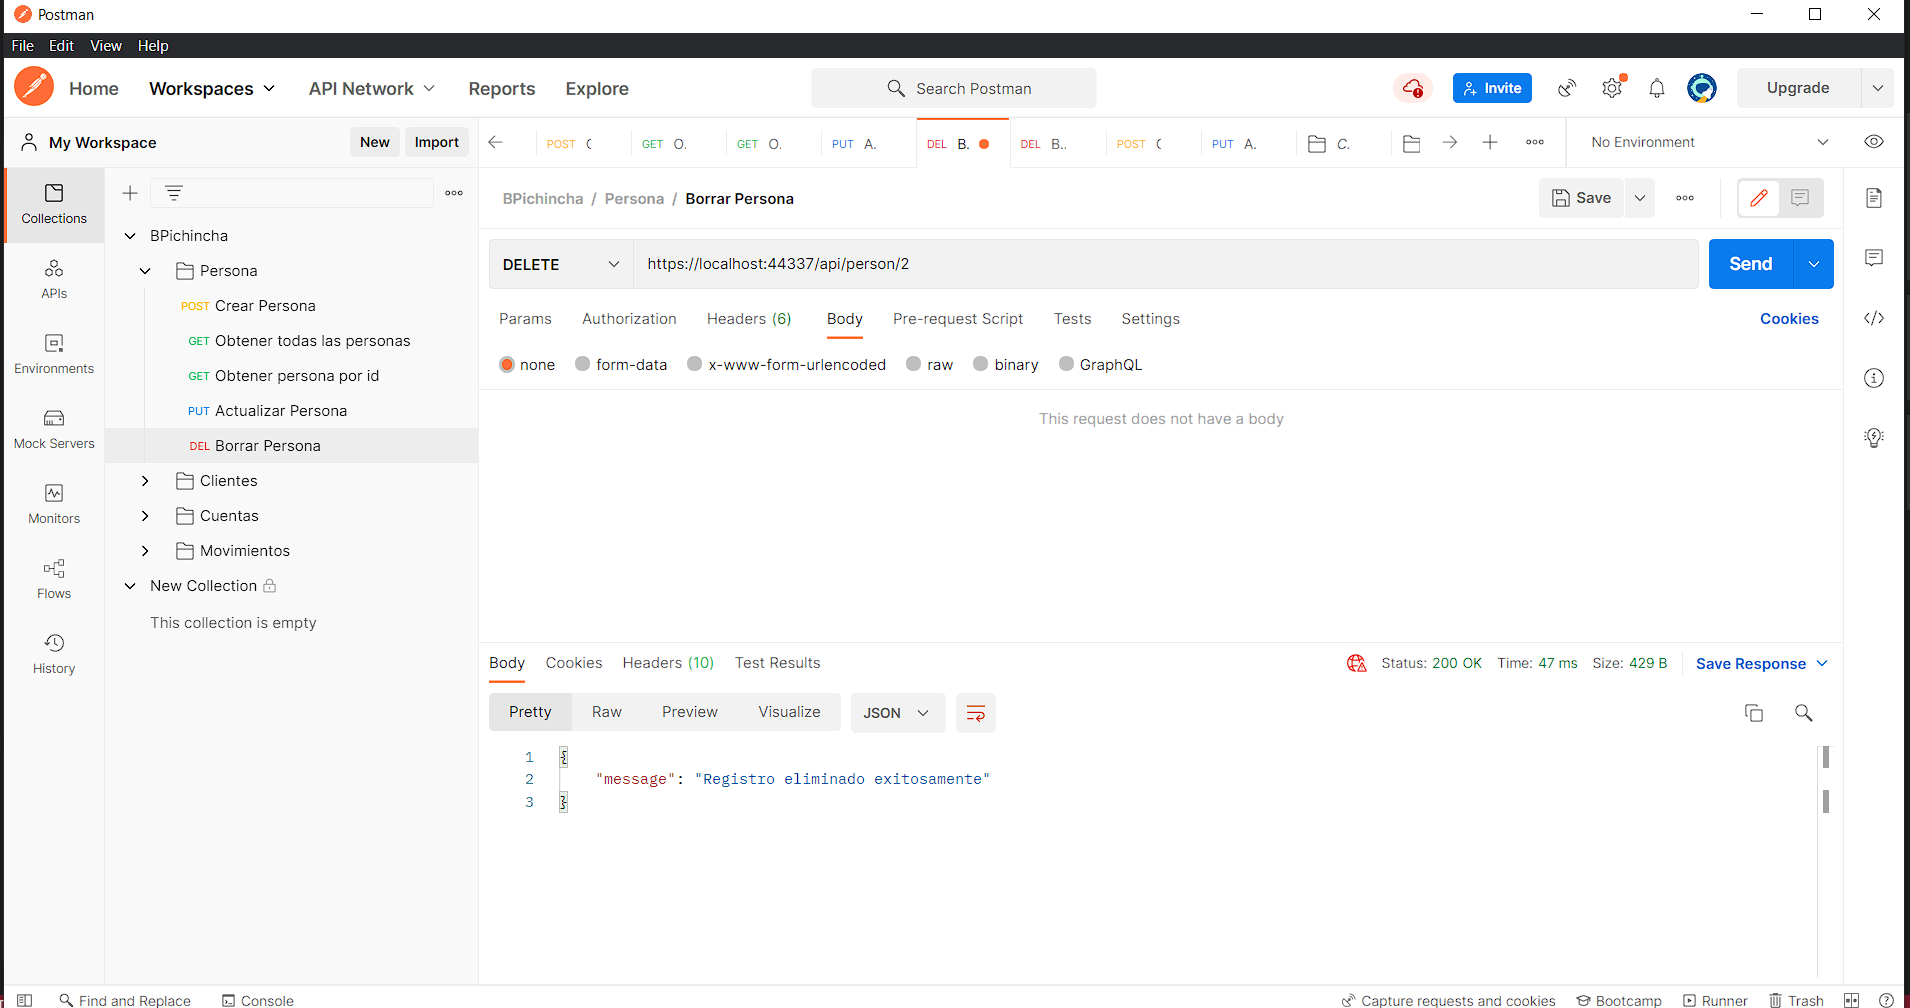 Postman
File Edit View Help
Home Workspaces API Network Reports Explore Search Postman Invite Upgrade
My Workspace New Import POST GET O. GET O. PUT A. DEL B. DEL B.. POST PUT A. C. No Environment
Collections
APIs
Environments
Mock Servers
Monitors
Flows
History
BPichincha
Persona
POST Crear Persona
GET Obtener todas las personas
GET Obtener persona por id
PUT Actualizar Persona
DEL Borrar Persona
Clientes
Cuentas
Movimientos
New Collection
This collection is empty
BPichincha / Persona / Borrar Persona Save
DELETE https://localhost:44337/api/person/2 Send
Params Authorization Headers (6) Body Pre-request Script Tests Settings Cookies
none form-data x-www-form-urlencoded raw binary GraphQL
This request does not have a body
Body Cookies Headers (10) Test Results Status: 200 OK Time: 47 ms Size: 429 B Save Response
Pretty Raw Preview Visualize JSON
1 {
2 "message": "Registro eliminado exitosamente"
3 }
Find and Replace Console Capture requests and cookies Bootcamp Runner Trash